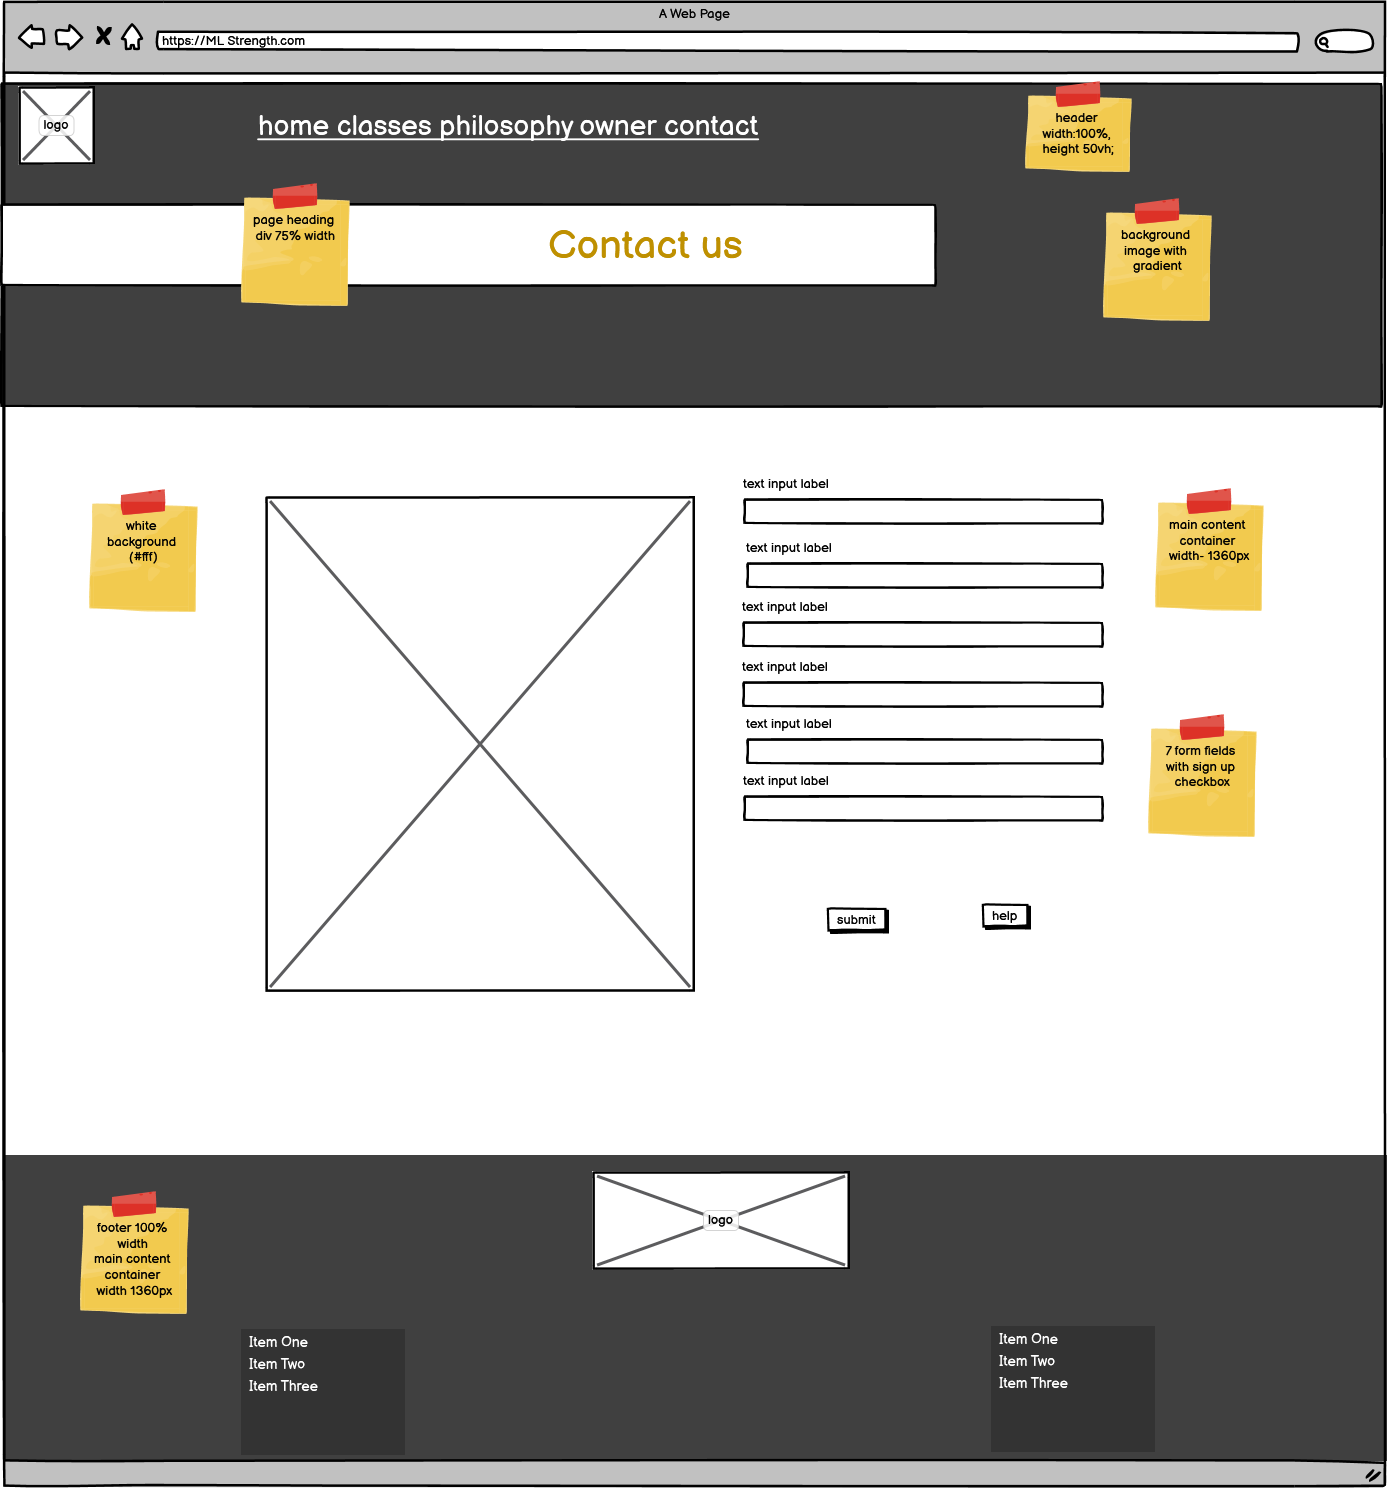 A Web Page
https://ML Strength.com
logo
home classes philosophy owner contact
header
width:100%,
height 50vh;
page heading
div 75% width
Contact us
background
image with
gradient
white
background
(#fff)
text input label
text input label
text input label
text input label
text input label
text input label
main content
container
width- 1360px
7 form fields
with sign up
checkbox
submit
help
logo
footer 100%
width
main content
container
width 1360px
Item One
Item Two
Item Three
Item One
Item Two
Item Three